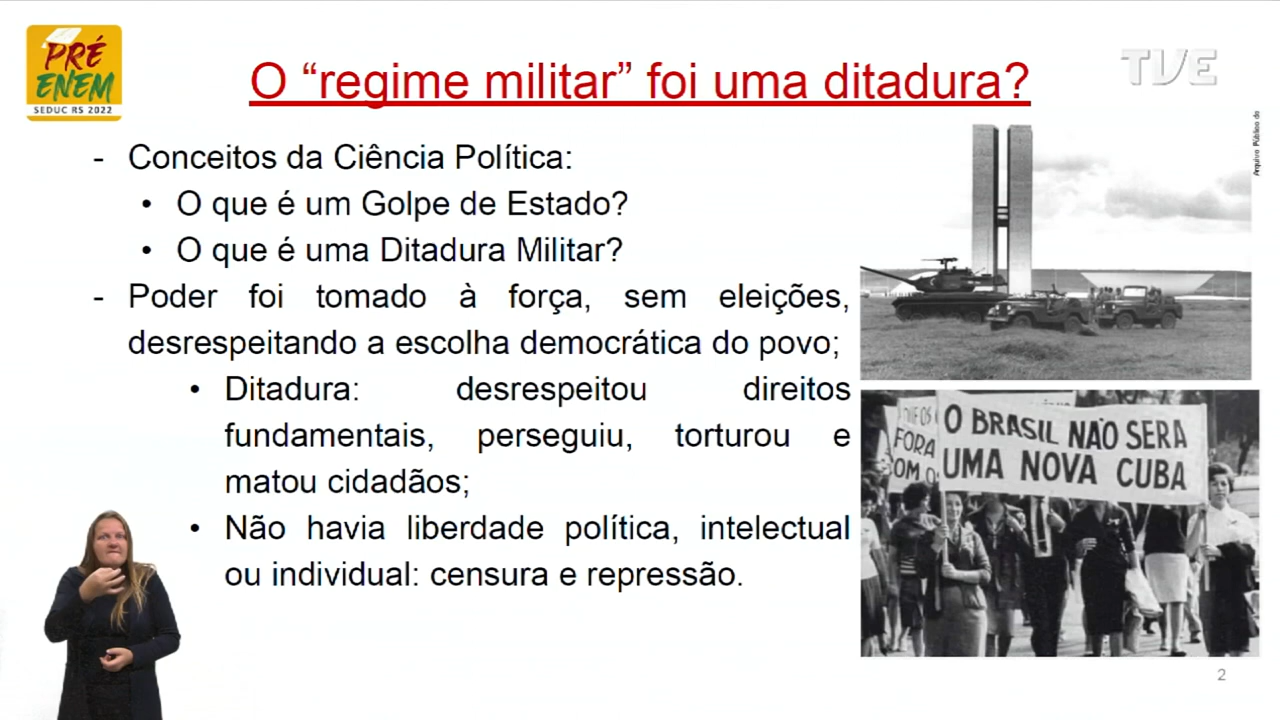 PRÉ
ENEM
SEDUC RS 2022
O “regime militar” foi uma ditadura?
TVE
- Conceitos da Ciência Política:
• O que é um Golpe de Estado?
• O que é uma Ditadura Militar?
- Poder foi tomado à força, sem eleições,
desrespeitando a escolha democrática do povo;
• Ditadura: desrespeitou direitos
fundamentais, perseguiu, torturou e
matou cidadãos;
• Não havia liberdade política, intelectual
ou individual: censura e repressão.
Arquivo Público do
FORA
O BRASIL NÃO SERA
UMA NOVA CUBA
2